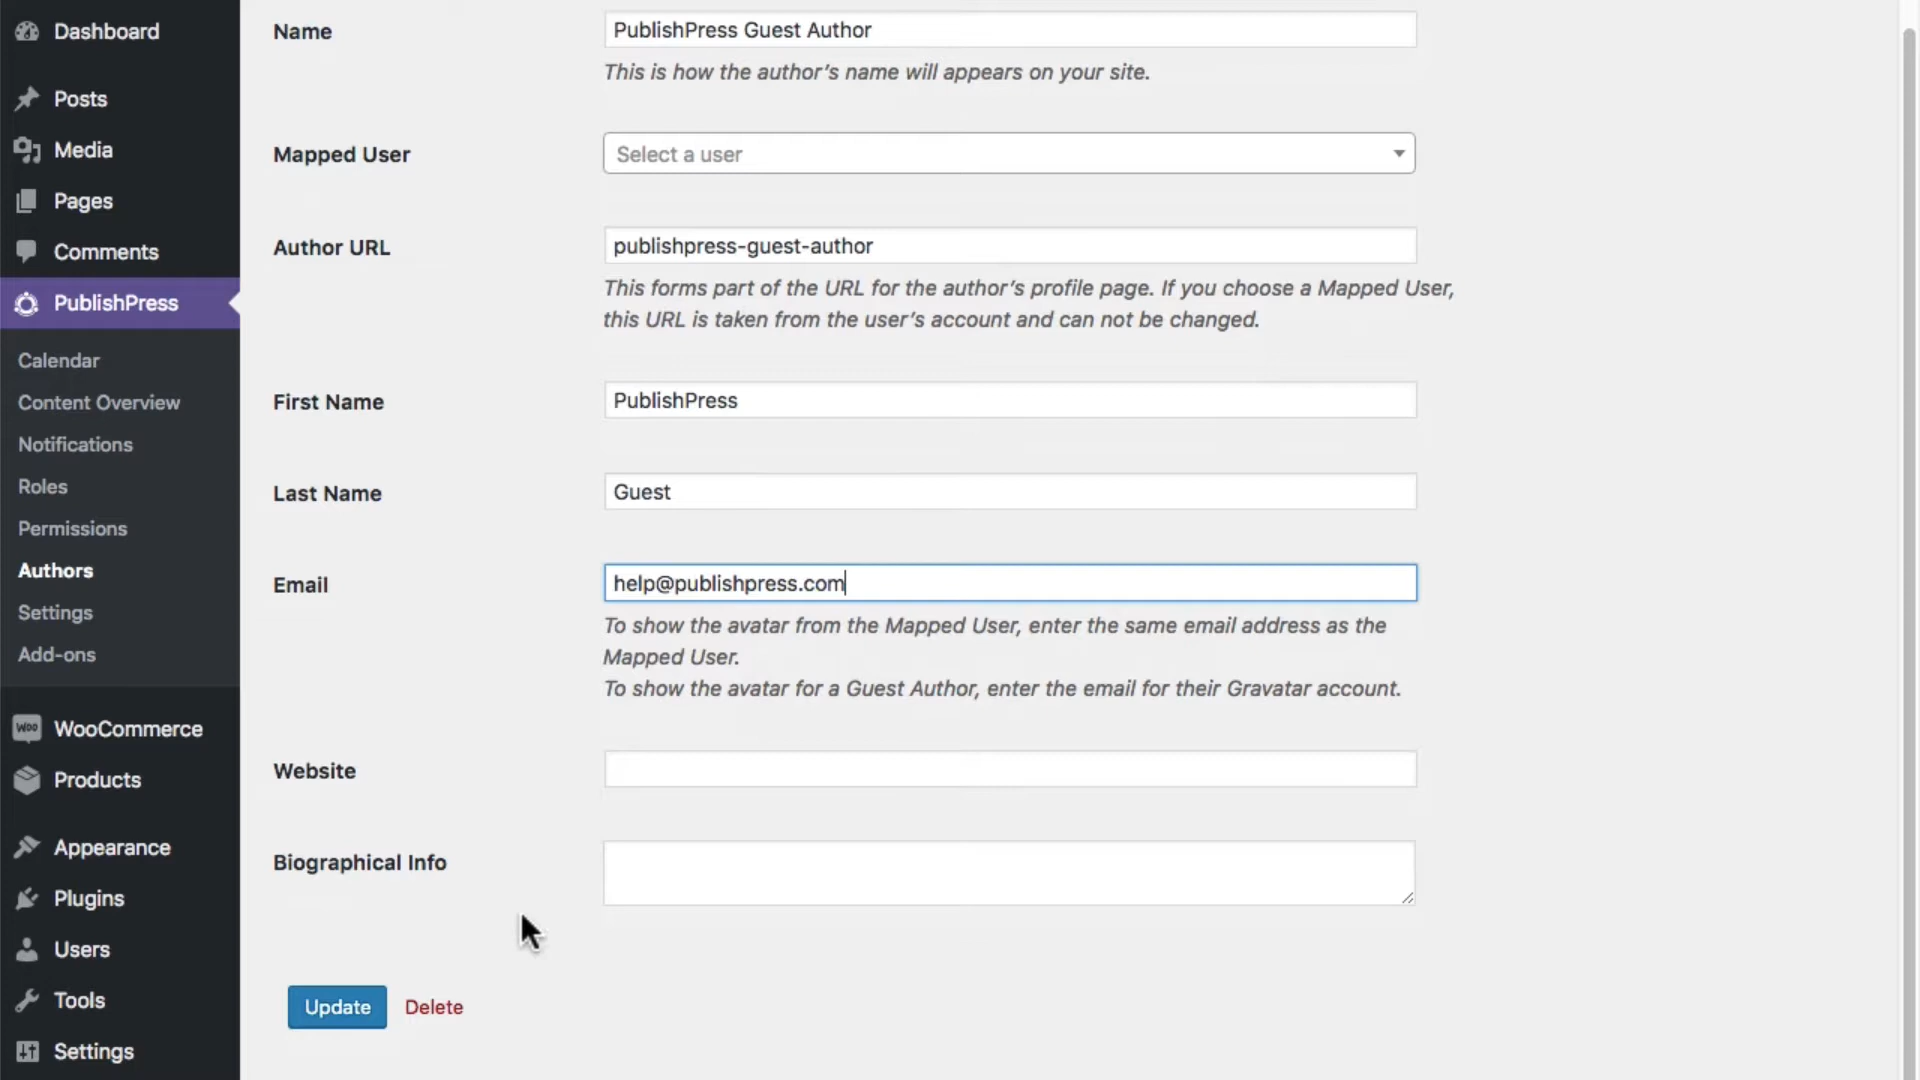 Dashboard
Posts
Media
Pages
Comments
PublishPress
Calendar
Content Overview
Notifications
Roles
Permissions
Authors
Settings
Add-ons
Woo
WooCommerce
Products
Appearance
Plugins
Users
Tools
Settings
Name
PublishPress Guest Author
This is how the author's name will appears on your site.
Mapped User
Select a user
Author URL
publishpress-guest-author
This forms part of the URL for the author's profile page. If you choose a Mapped User,
this URL is taken from the user's account and can not be changed.
First Name
PublishPress
Last Name
Guest
Email
help@publishpress.com
To show the avatar from the Mapped User, enter the same email address as the
Mapped User.
To show the avatar for a Guest Author, enter the email for their Gravatar account.
Website
Biographical Info
Update
Delete